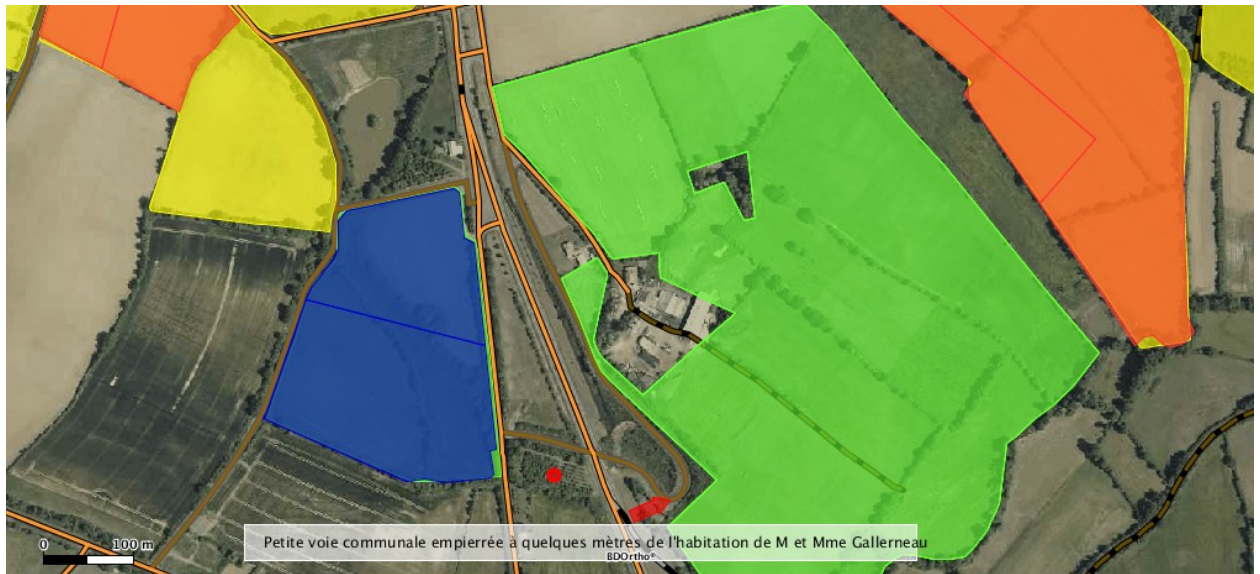 0 100 m
Petite voie communale empierrée à quelques mètres de l'habitation de M et Mme Gallerneau
BDOrtho®